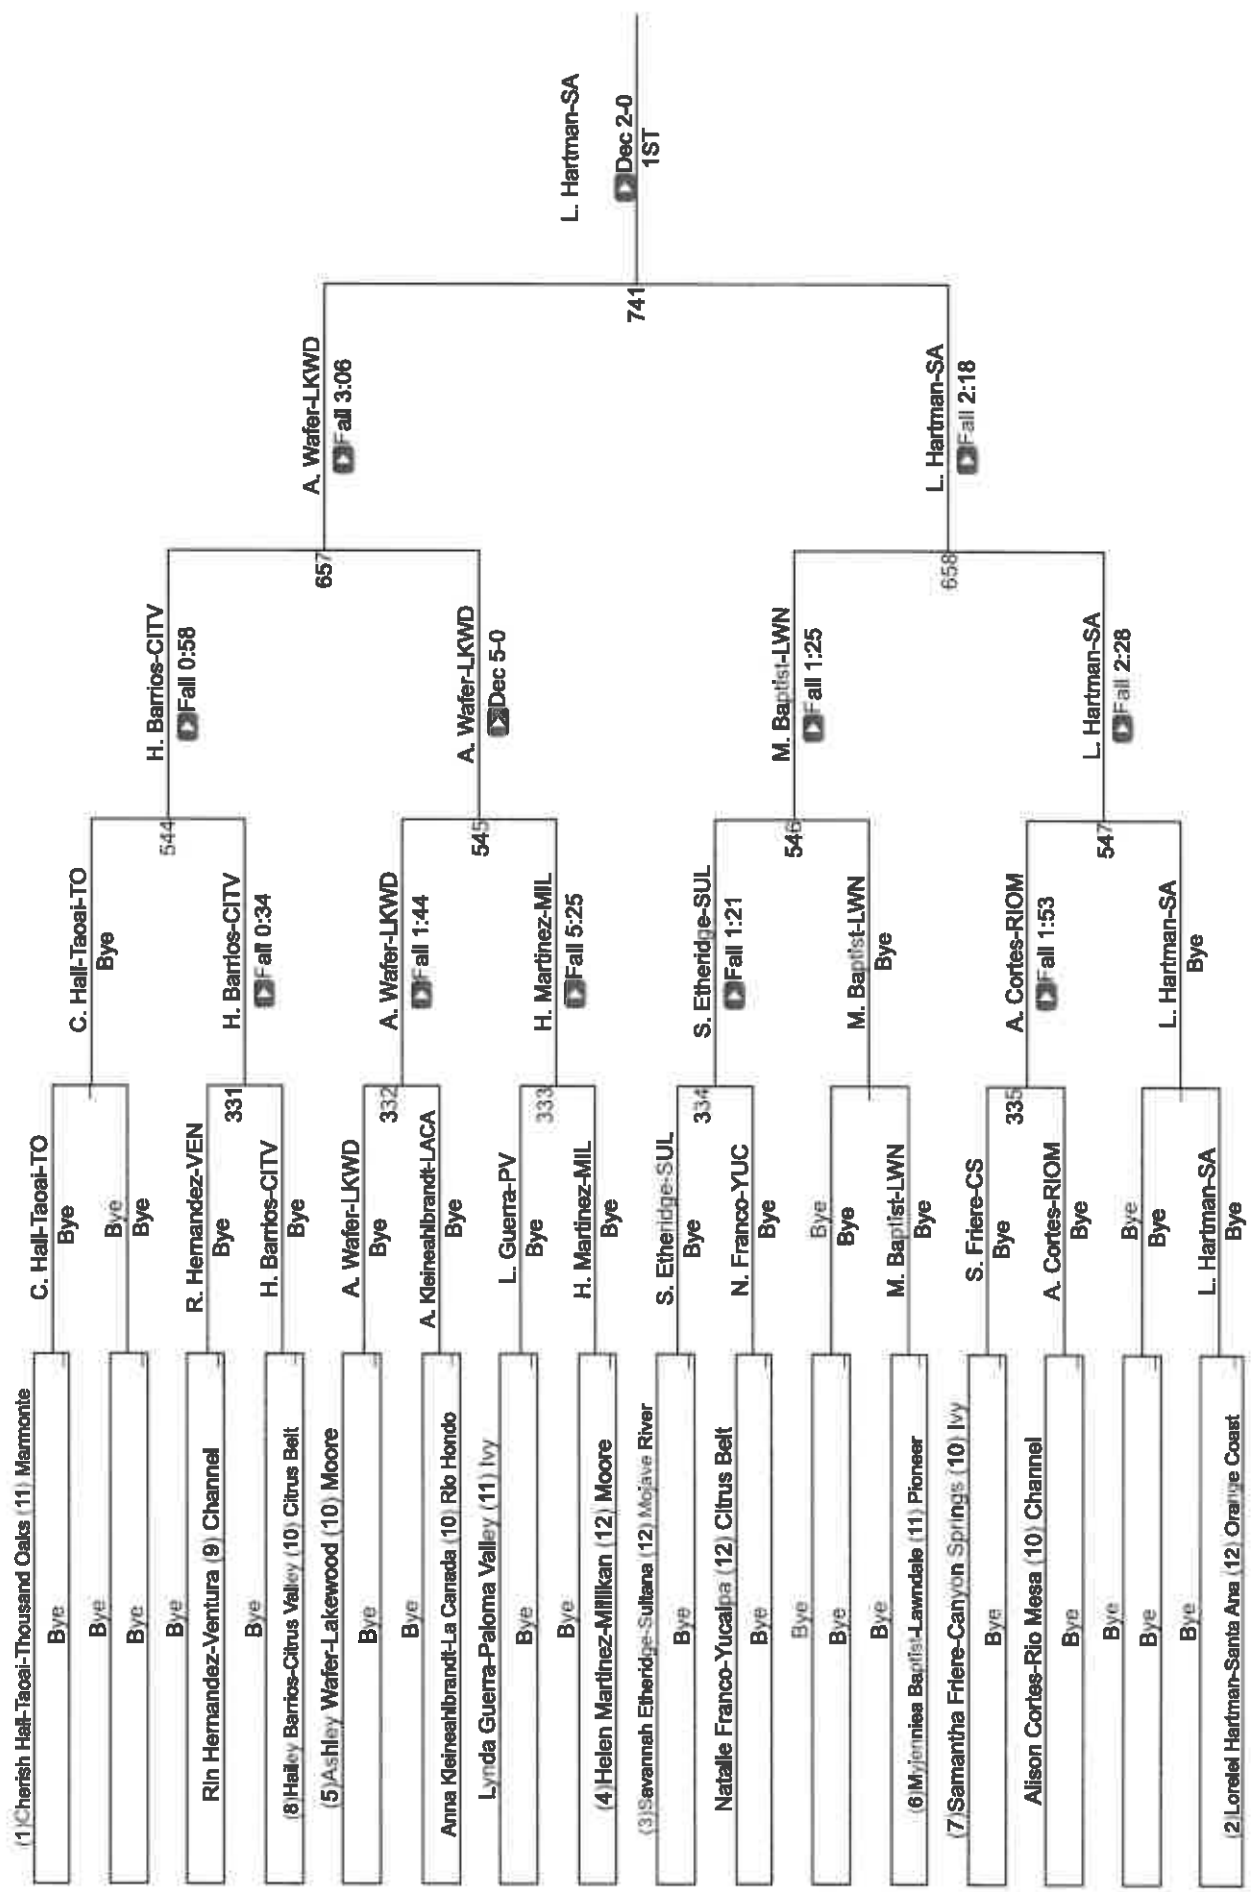 (1)Cherish Hall-Taoai-Thousand Oaks (11) Marmonte
Bye
Bye
Bye
Bye
Rin Hernandez-Ventura (9) Channel
Bye
(8)Hailey Barrios-Citrus Valley (10) Citrus Belt
(5)Ashley Wafer-Lakewood (10) Moore
Bye
Bye
Anna Kleineahlbrandt-La Canada (10) Rio Hondo
Lynda Guerra-Paloma Valley (11) Ivy
Bye
Bye
(4)Helen Martinez-Millikan (12) Moore
(3)Savannah Etheridge-Sultana (12) Mojave River
Bye
Natalie Franco-Yucaipa (12) Citrus Belt
Bye
Bye
Bye
Bye
(6)Myjenniea Baptist-Lawndale (11) Pioneer
(7)Samantha Friere-Canyon Springs (10) Ivy
Bye
Alison Cortes-Rio Mesa (10) Channel
Bye
Bye
Bye
Bye
(2)Lorelei Hartman-Santa Ana (12) Orange Coast
C. Hall-Taoai-TO
Bye
Bye
Bye
R. Hernandez-VEN
Bye
H. Barrios-CITV
Bye
A. Wafer-LKWD
Bye
A. Kleineahlbrandt-LACA
Bye
L. Guerra-PV
Bye
H. Martinez-MIL
Bye
S. Etheridge-SUL
Bye
N. Franco-YUC
Bye
Bye
Bye
M. Baptist-LWN
Bye
S. Friere-CS
Bye
A. Cortes-RIOM
Bye
Bye
Bye
L. Hartman-SA
Bye
331
332
333
334
335
C. Hall-Taoai-TO
Bye
H. Barrios-CITV
Fall 0:34
A. Wafer-LKWD
Fall 1:44
H. Martinez-MIL
Fall 5:25
S. Etheridge-SUL
Fall 1:21
M. Baptist-LWN
Bye
A. Cortes-RIOM
Fall 1:53
L. Hartman-SA
Bye
544
545
546
547
H. Barrios-CITV
Fall 0:58
A. Wafer-LKWD
Dec 5-0
M. Baptist-LWN
Fall 1:25
L. Hartman-SA
Fall 2:28
657
658
A. Wafer-LKWD
Fall 3:06
L. Hartman-SA
Fall 2:18
741
L. Hartman-SA
Dec 2-0
1ST